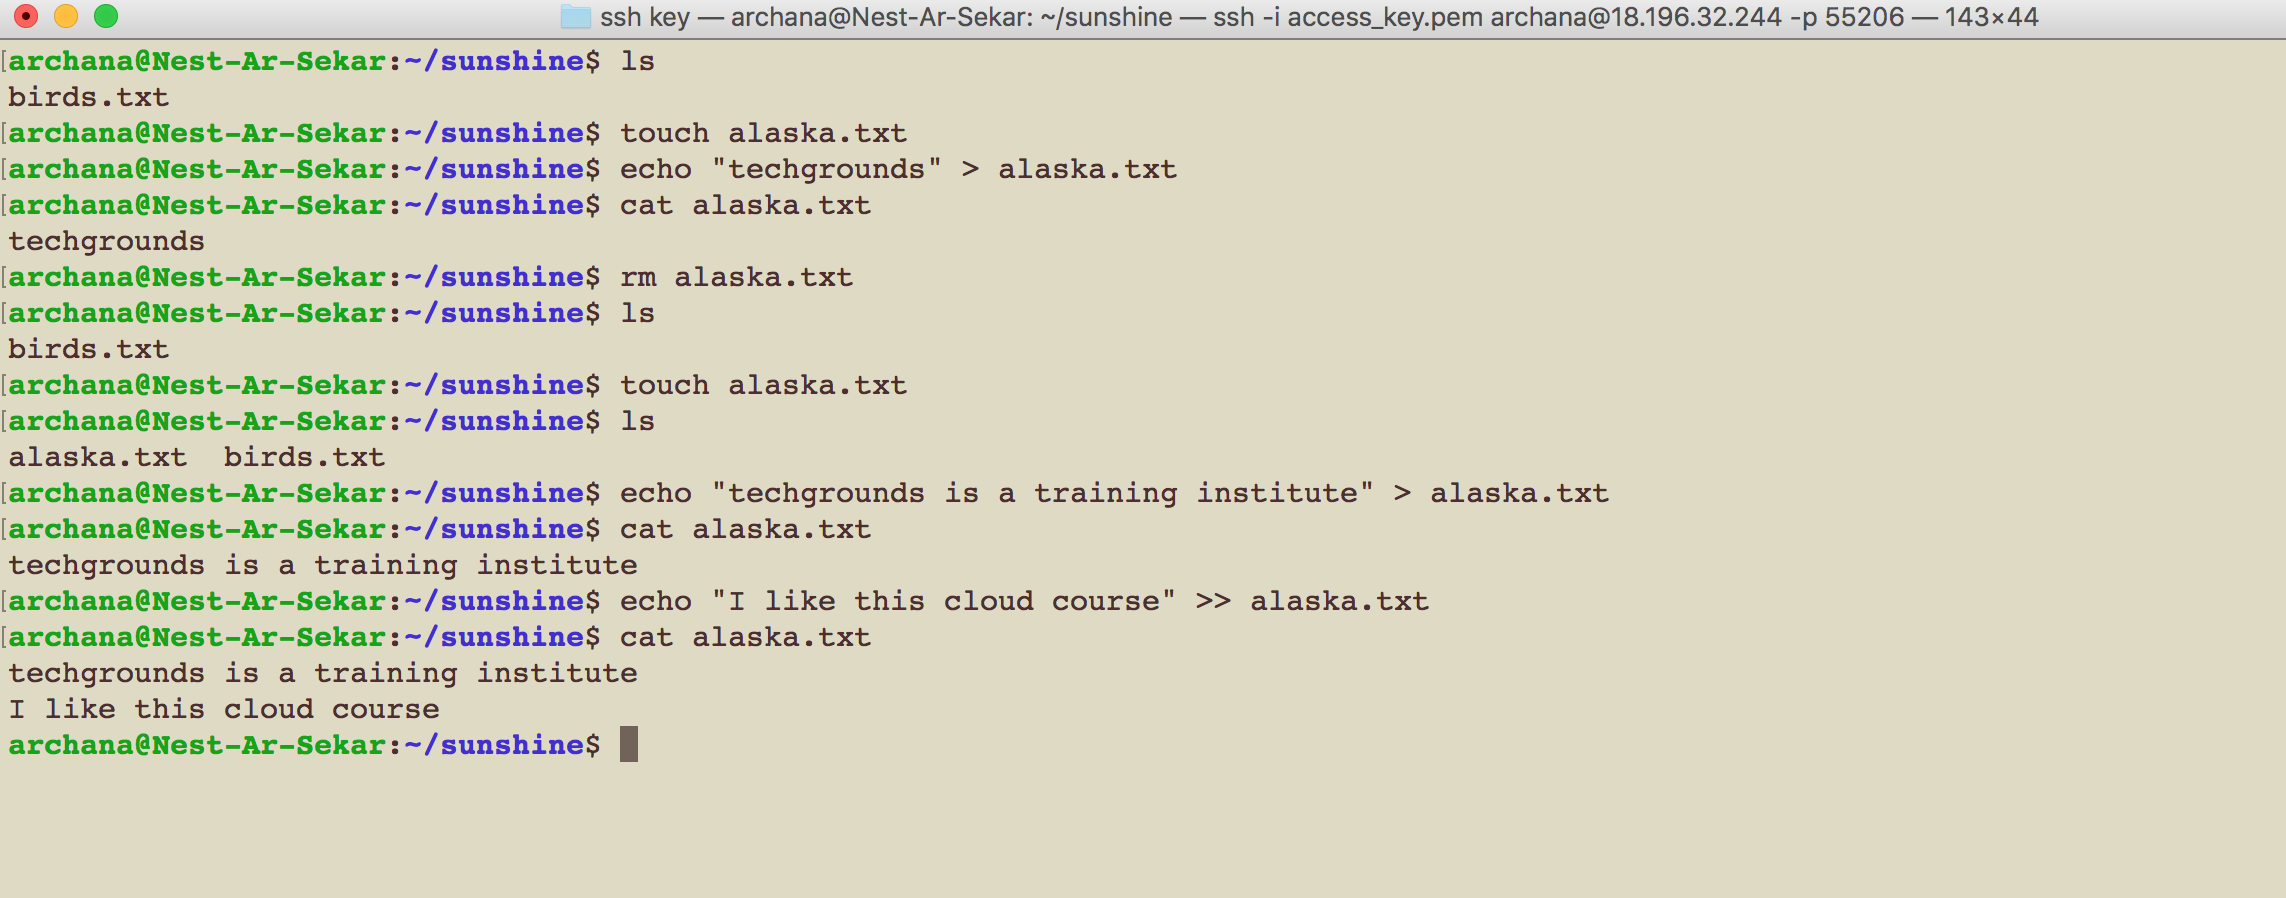 ssh key — archana@Nest-Ar-Sekar: ~/sunshine — ssh -i access_key.pem archana@18.196.32.244 -p 55206 — 143×44
[archana@Nest-Ar-Sekar:~/sunshine$ ls
birds.txt
[archana@Nest-Ar-Sekar:~/sunshine$ touch alaska.txt
[archana@Nest-Ar-Sekar:~/sunshine$ echo "techgrounds" > alaska.txt
[archana@Nest-Ar-Sekar:~/sunshine$ cat alaska.txt
techgrounds
[archana@Nest-Ar-Sekar:~/sunshine$ rm alaska.txt
[archana@Nest-Ar-Sekar:~/sunshine$ ls
birds.txt
[archana@Nest-Ar-Sekar:~/sunshine$ touch alaska.txt
[archana@Nest-Ar-Sekar:~/sunshine$ ls
alaska.txt  birds.txt
[archana@Nest-Ar-Sekar:~/sunshine$ echo "techgrounds is a training institute" > alaska.txt
[archana@Nest-Ar-Sekar:~/sunshine$ cat alaska.txt
techgrounds is a training institute
[archana@Nest-Ar-Sekar:~/sunshine$ echo "I like this cloud course" >> alaska.txt
[archana@Nest-Ar-Sekar:~/sunshine$ cat alaska.txt
techgrounds is a training institute
I like this cloud course
archana@Nest-Ar-Sekar:~/sunshine$